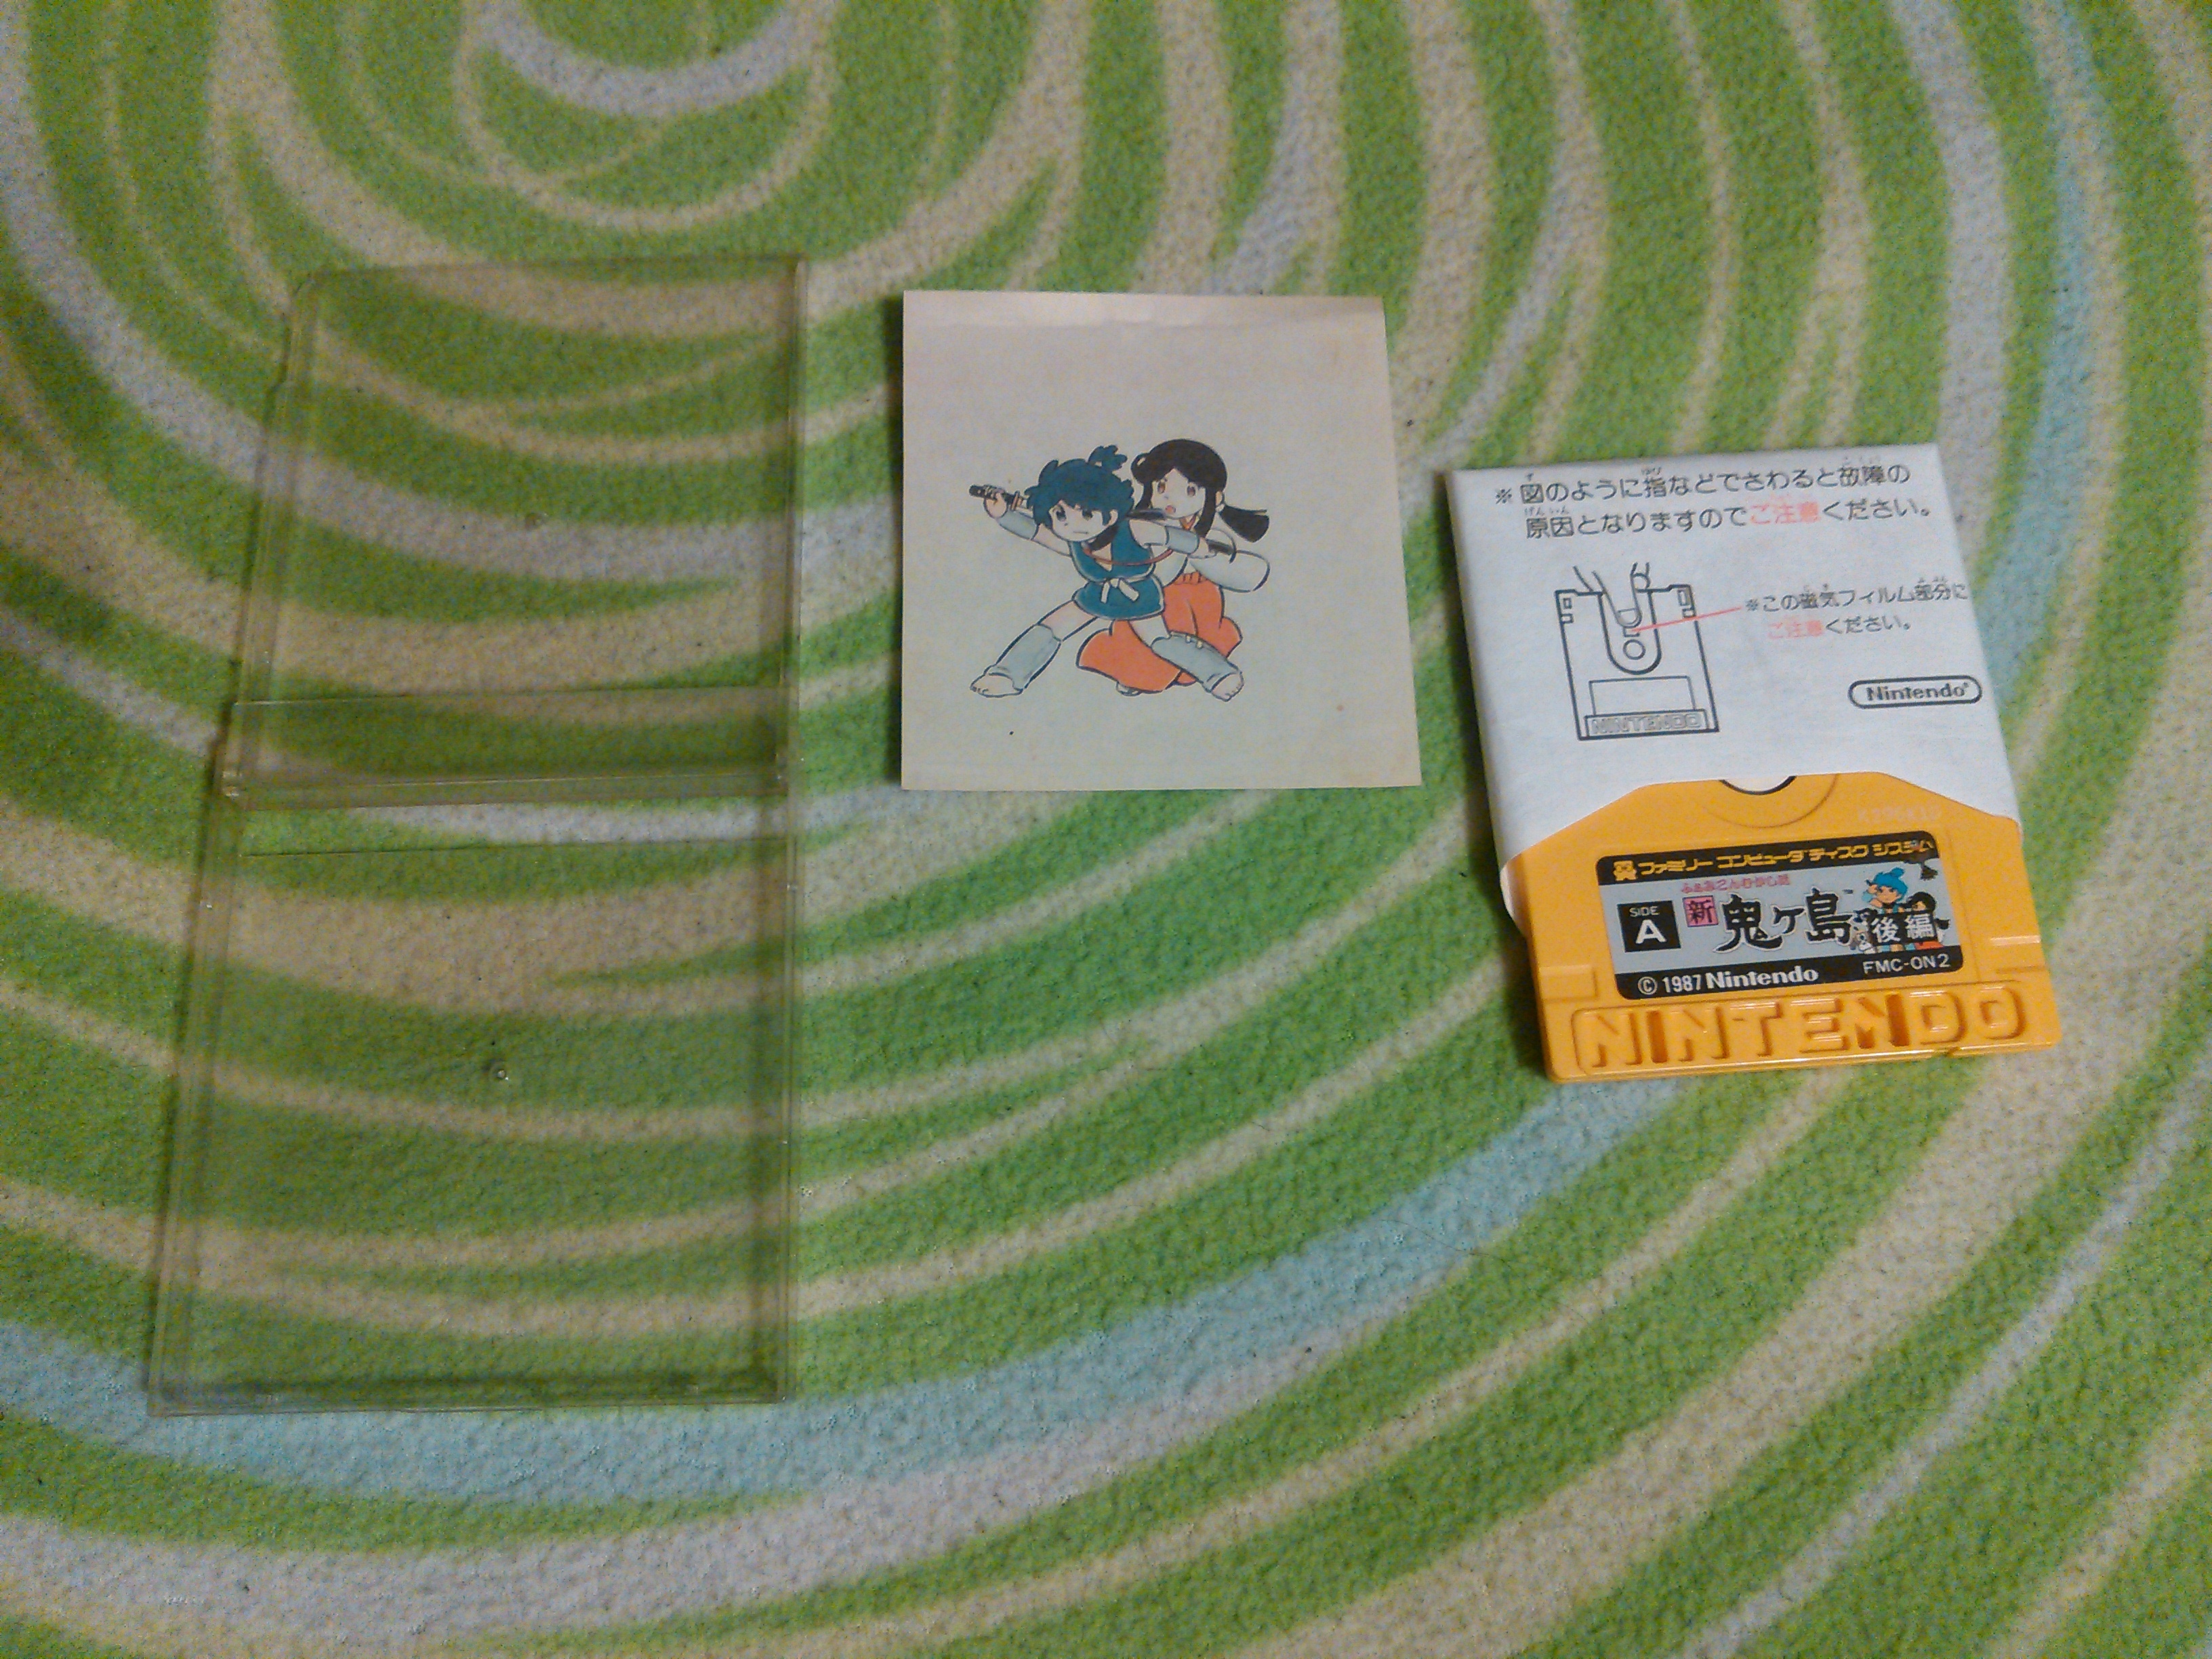 ※図のように指などでさわると故障の
原因となりますのでご注意ください。
※この磁気フィルム部分に
ご注意ください。
NINTENDO
Nintendo®
ファミリー コンピュータ ディスク システム
ふぁみこんむかし話
SIDE
A
新 鬼ヶ島 後編
© 1987 Nintendo FMC-ON2
NINTENDO